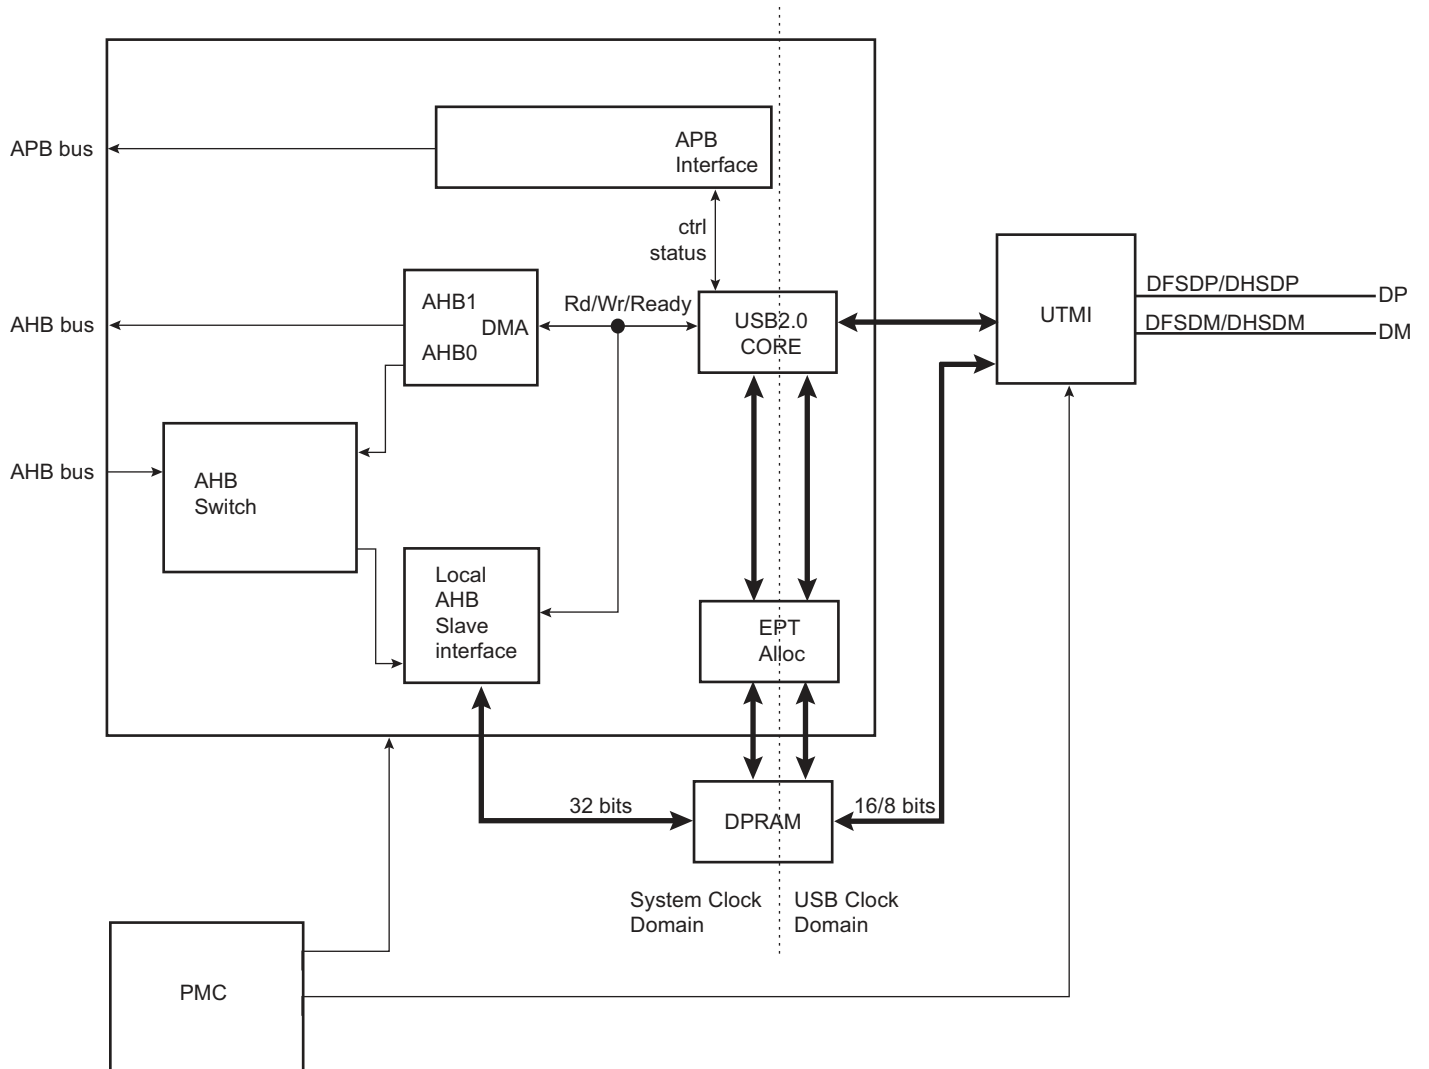 APB bus
APB
Interface
ctrl
status
AHB bus
AHB1
DMA
AHB0
Rd/Wr/Ready
USB2.0
CORE
UTMI
DFSDP/DHSDP
DP
DFSDM/DHSDM
DM
AHB bus
AHB
Switch
Local
AHB
Slave
interface
EPT
Alloc
32 bits
DPRAM
16/8 bits
System Clock
Domain
USB Clock
Domain
PMC